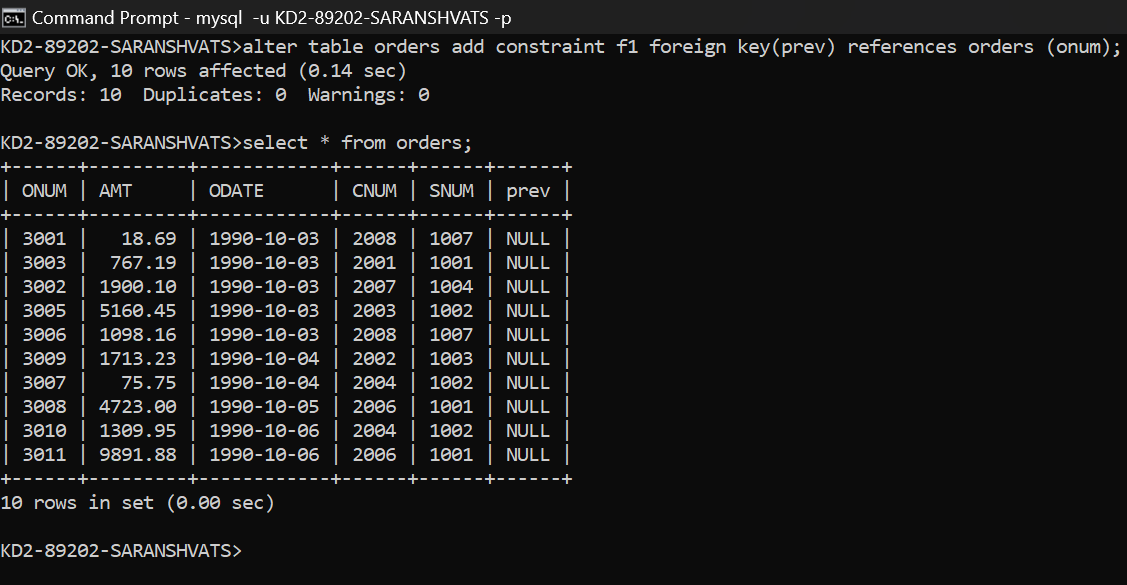 Command Prompt - mysql  -u KD2-89202-SARANSHVATS -p
KD2-89202-SARANSHVATS>alter table orders add constraint f1 foreign key(prev) references orders (onum);
Query OK, 10 rows affected (0.14 sec)
Records: 10  Duplicates: 0  Warnings: 0

KD2-89202-SARANSHVATS>select * from orders;
+------+---------+------------+------+------+------+
| ONUM | AMT     | ODATE      | CNUM | SNUM | prev |
+------+---------+------------+------+------+------+
| 3001 |   18.69 | 1990-10-03 | 2008 | 1007 | NULL |
| 3003 |  767.19 | 1990-10-03 | 2001 | 1001 | NULL |
| 3002 | 1900.10 | 1990-10-03 | 2007 | 1004 | NULL |
| 3005 | 5160.45 | 1990-10-03 | 2003 | 1002 | NULL |
| 3006 | 1098.16 | 1990-10-03 | 2008 | 1007 | NULL |
| 3009 | 1713.23 | 1990-10-04 | 2002 | 1003 | NULL |
| 3007 |   75.75 | 1990-10-04 | 2004 | 1002 | NULL |
| 3008 | 4723.00 | 1990-10-05 | 2006 | 1001 | NULL |
| 3010 | 1309.95 | 1990-10-06 | 2004 | 1002 | NULL |
| 3011 | 9891.88 | 1990-10-06 | 2006 | 1001 | NULL |
+------+---------+------------+------+------+------+
10 rows in set (0.00 sec)

KD2-89202-SARANSHVATS>